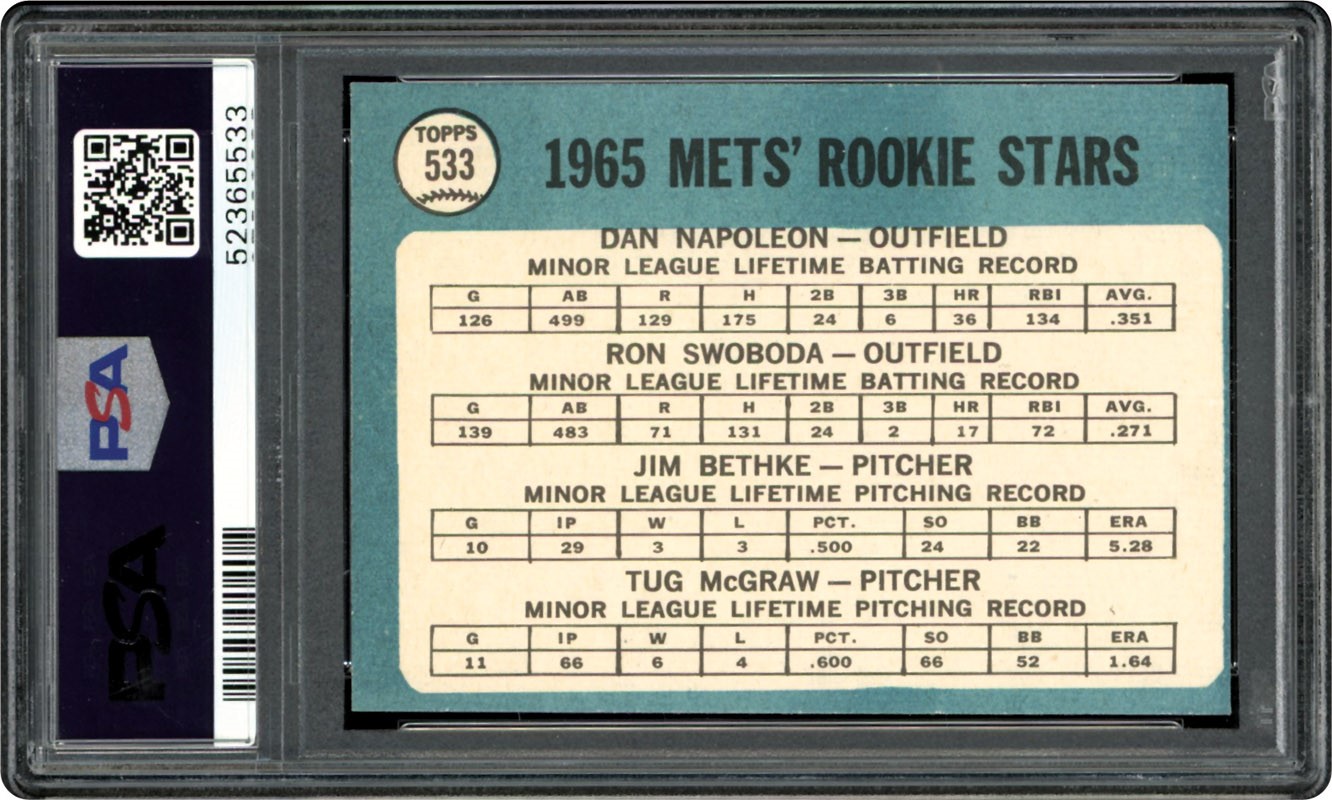 TOPPS
533
1965 METS' ROOKIE STARS
DAN NAPOLEON — OUTFIELD
MINOR LEAGUE LIFETIME BATTING RECORD
G AB R H 2B 3B HR RBI AVG.
126 499 129 175 24 6 36 134 .351
RON SWOBODA — OUTFIELD
MINOR LEAGUE LIFETIME BATTING RECORD
G AB R H 2B 3B HR RBI AVG.
139 483 71 131 24 2 17 72 .271
JIM BETHKE — PITCHER
MINOR LEAGUE LIFETIME PITCHING RECORD
G IP W L PCT. SO BB ERA
10 29 3 3 .500 24 22 5.28
TUG McGRAW — PITCHER
MINOR LEAGUE LIFETIME PITCHING RECORD
G IP W L PCT. SO BB ERA
11 66 6 4 .600 66 52 1.64
52365533
PSA
PSA